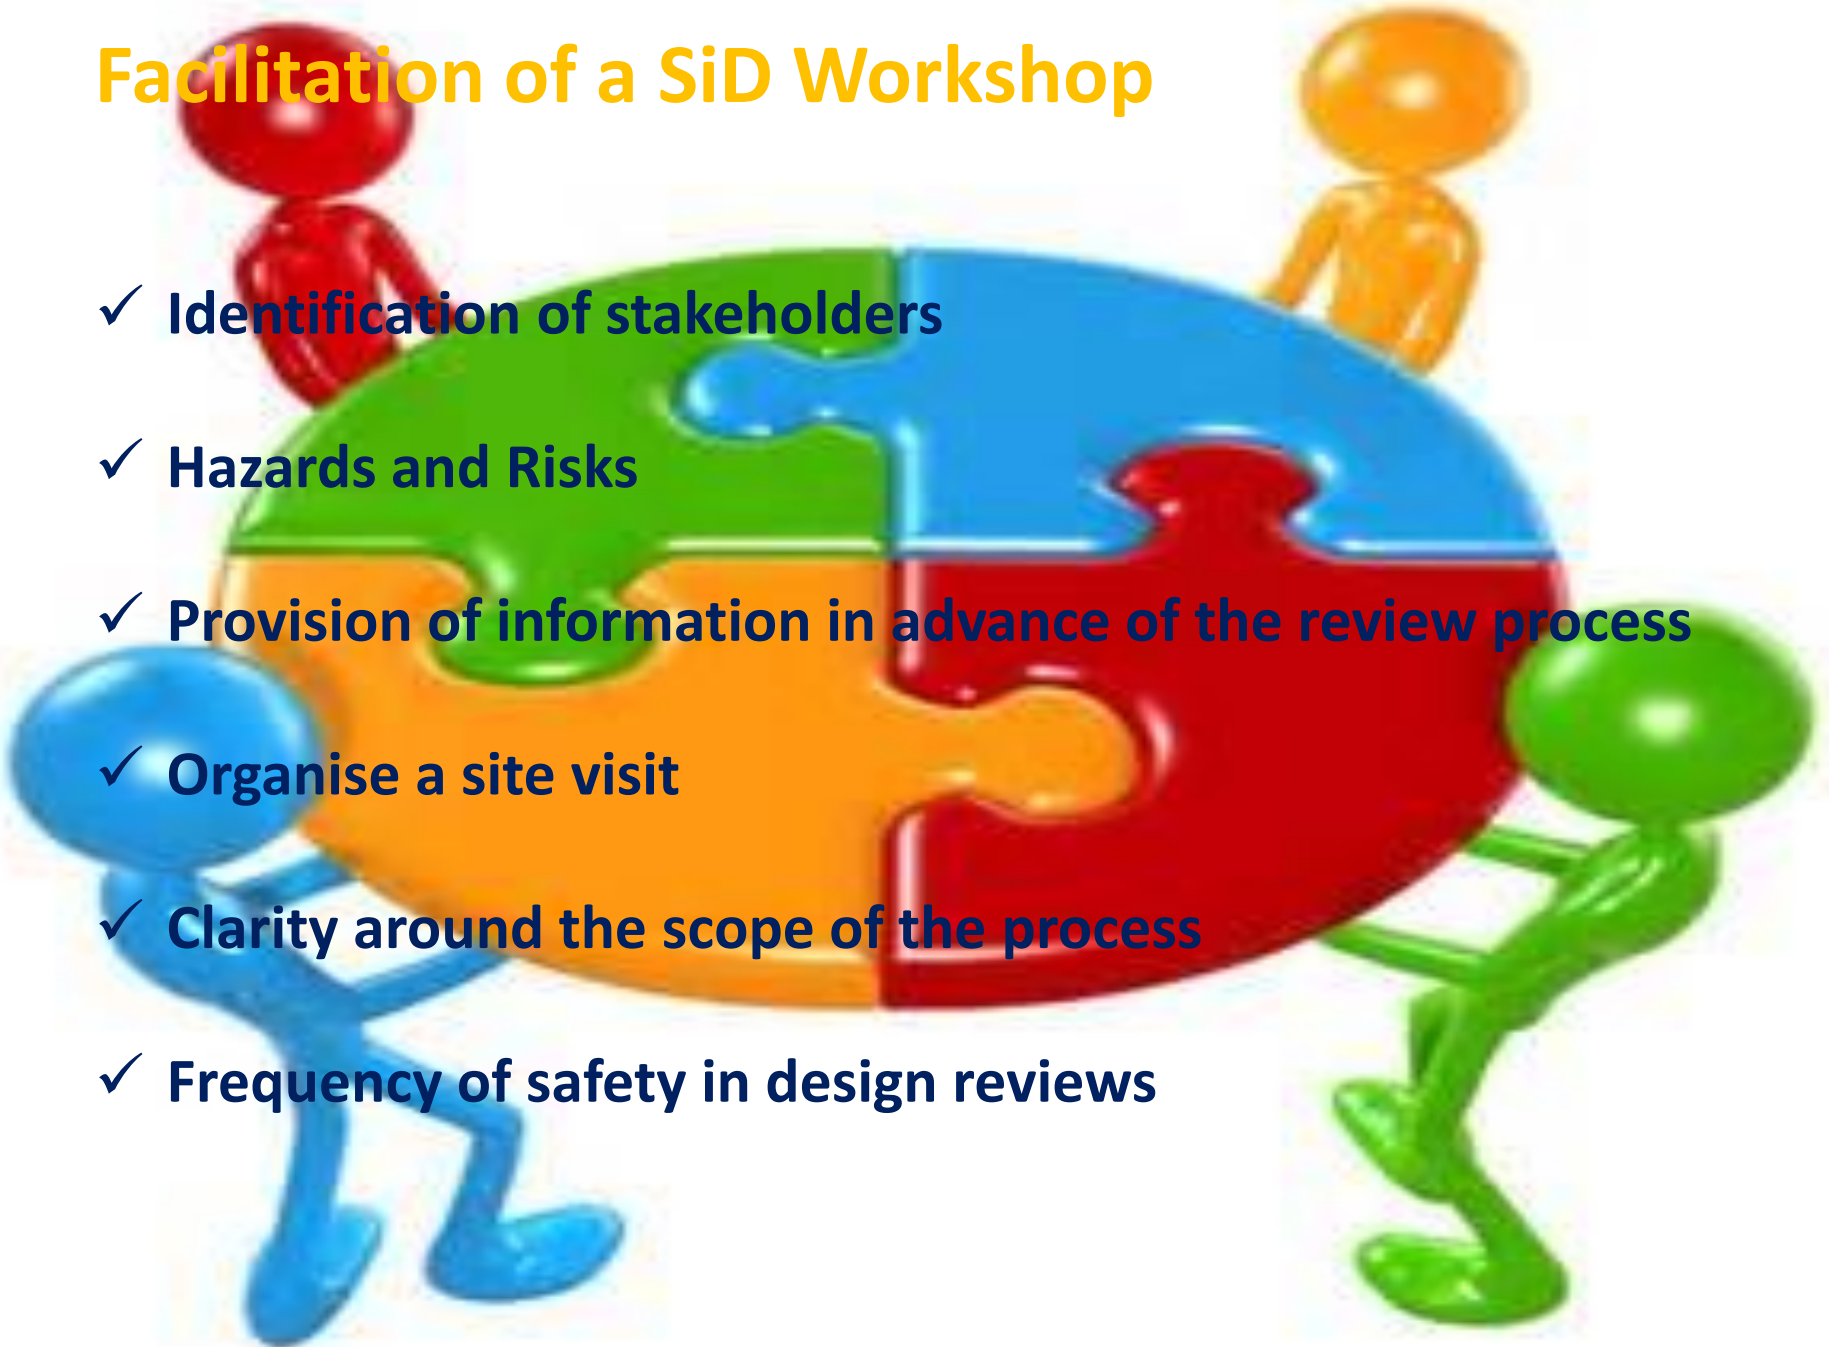 Facilitation of a SiD Workshop
✓ Identification of stakeholders
✓ Hazards and Risks
✓ Provision of information in advance of the review process
✓ Organise a site visit
✓ Clarity around the scope of the process
✓ Frequency of safety in design reviews